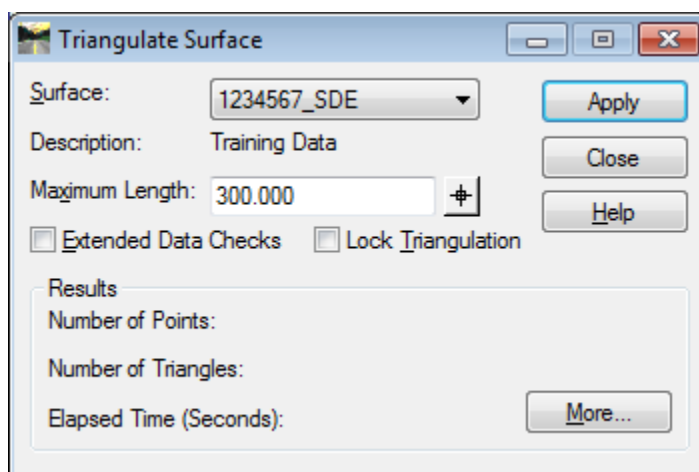 Triangulate Surface
Surface: 1234567_SDE Apply
Description: Training Data Close
Maximum Length: 300.000 Help
Extended Data Checks Lock Triangulation
Results
Number of Points:
Number of Triangles:
Elapsed Time (Seconds): More...